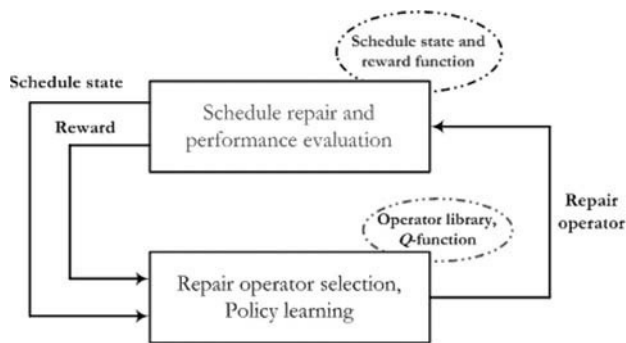 Schedule state and
reward function
Schedule state
Reward
Schedule repair and
performance evaluation
Repair
operator
Operator library,
Q-function
Repair operator selection,
Policy learning